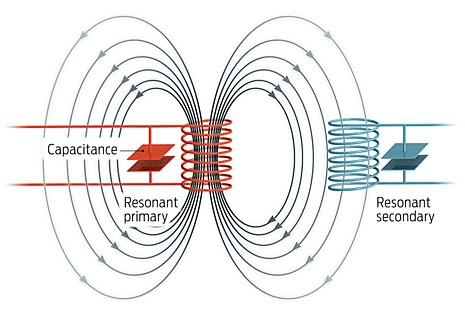 Capacitance
Resonant
primary
Resonant
secondary